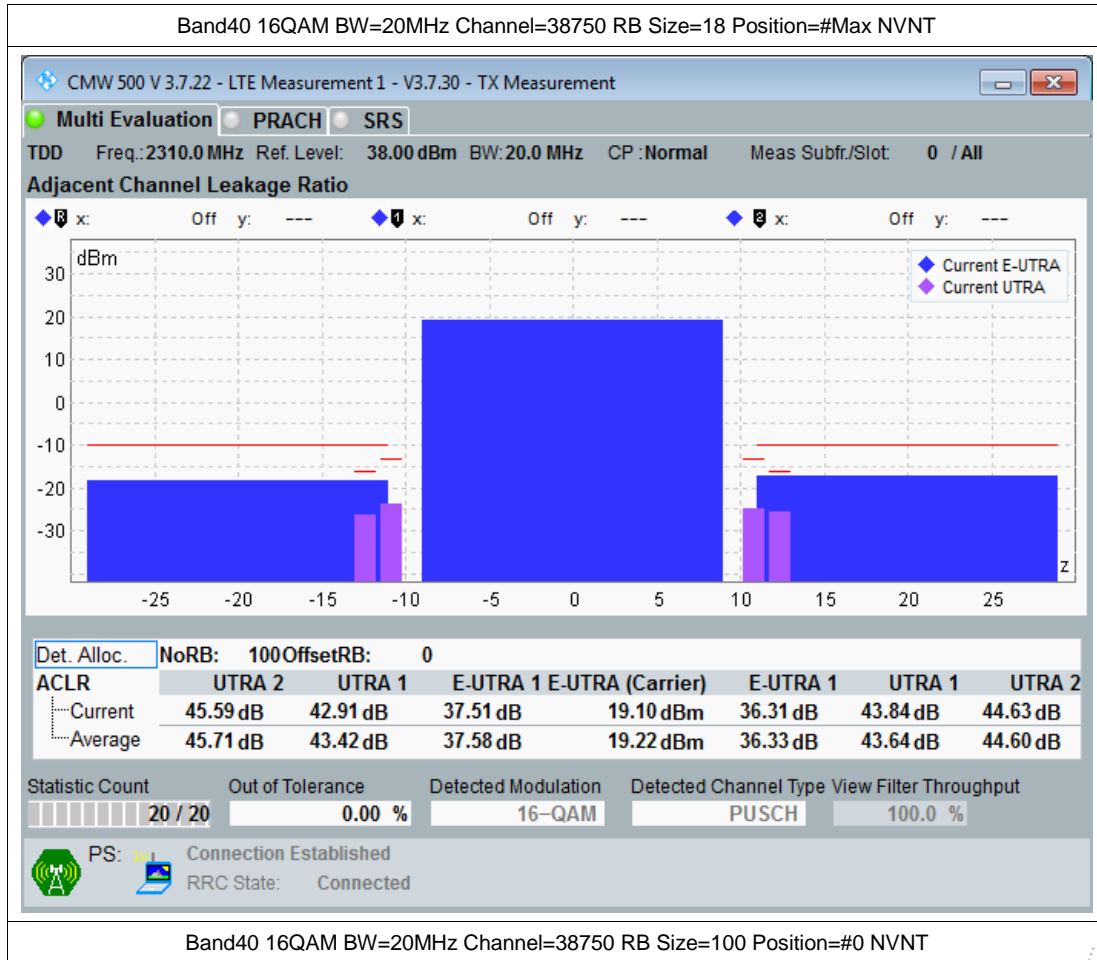 Band40 16QAM BW=20MHz Channel=38750 RB Size=18 Position=#Max NVNT
CMW 500 V 3.7.22 - LTE Measurement 1 - V3.7.30 - TX Measurement
Multi Evaluation PRACH SRS
TDD Freq.:2310.0 MHz Ref. Level: 38.00 dBm BW:20.0 MHz CP :Normal Meas Subfr./Slot: 0 / All
Adjacent Channel Leakage Ratio
R x: Off y: --- 1 x: Off y: --- 2 x: Off y: ---
dBm
Current E-UTRA
Current UTRA
30
20
10
0
-10
-20
-30
z
-25 -20 -15 -10 -5 0 5 10 15 20 25
Det. Alloc. NoRB: 100 OffsetRB: 0
ACLR UTRA 2 UTRA 1 E-UTRA 1 E-UTRA (Carrier) E-UTRA 1 UTRA 1 UTRA 2
Current 45.59 dB 42.91 dB 37.51 dB 19.10 dBm 36.31 dB 43.84 dB 44.63 dB
Average 45.71 dB 43.42 dB 37.58 dB 19.22 dBm 36.33 dB 43.64 dB 44.60 dB
Statistic Count Out of Tolerance Detected Modulation Detected Channel Type View Filter Throughput
20 / 20 0.00 % 16-QAM PUSCH 100.0 %
PS: Connection Established
RRC State: Connected
Band40 16QAM BW=20MHz Channel=38750 RB Size=100 Position=#0 NVNT